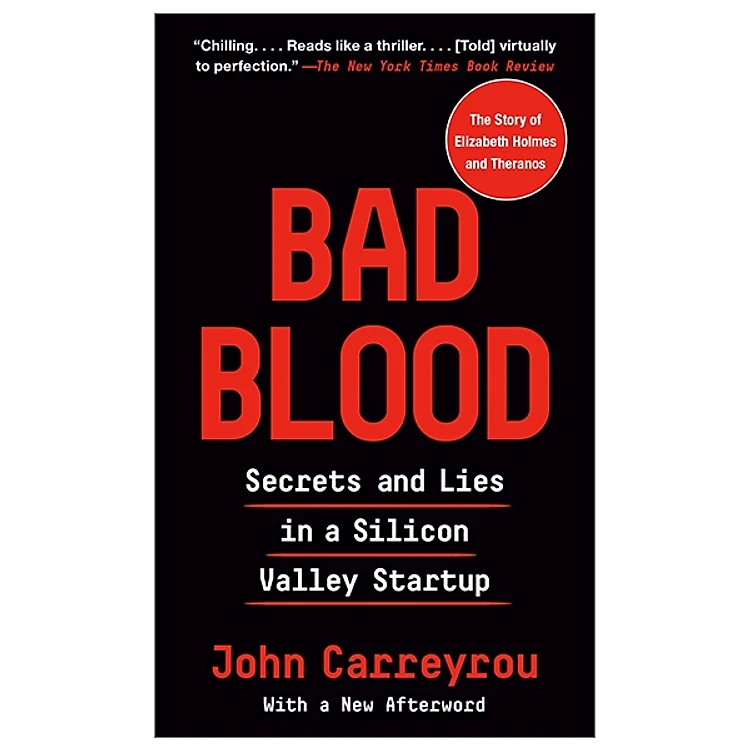 “Chilling. . . . Reads like a thriller. . . . [Told] virtually
to perfection.” —The New York Times Book Review
The Story of
Elizabeth Holmes
and Theranos
BAD
BLOOD
Secrets and Lies
in a Silicon
Valley Startup
John Carreyrou
With a New Afterword